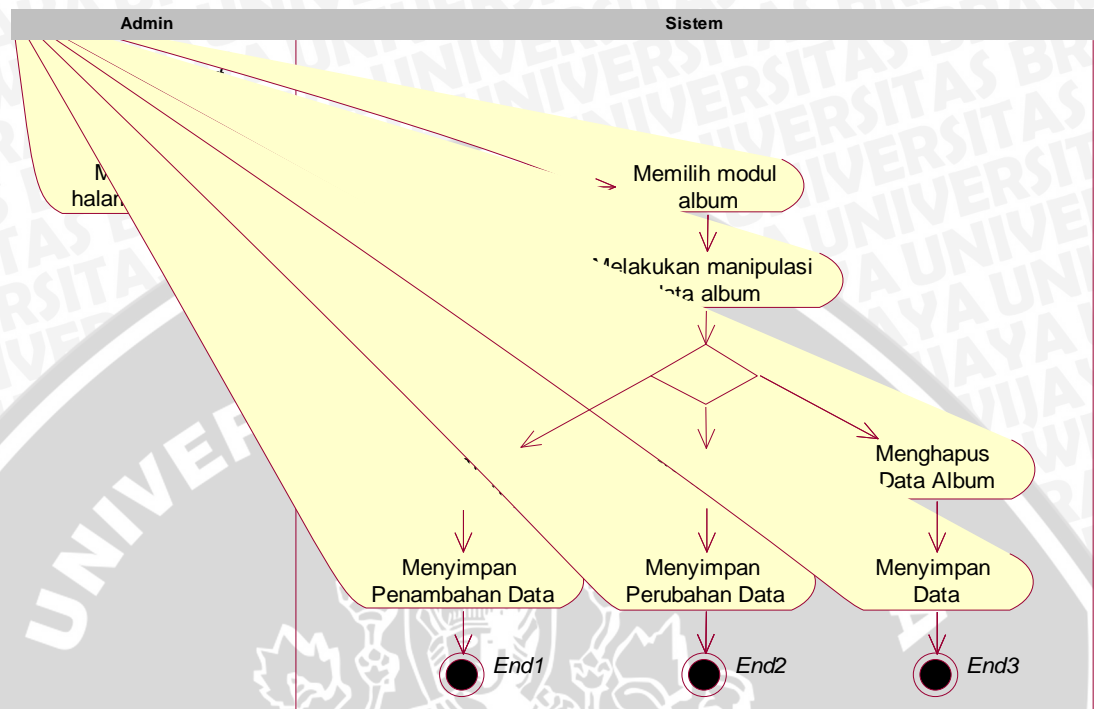 Admin
Sistem
Memilih modul
album
Melakukan manipulasi
album
Menghapus
Data Album
Menyimpan
Penambahan Data
Menyimpan
Perubahan Data
Menyimpan
Data
End1
End2
End3